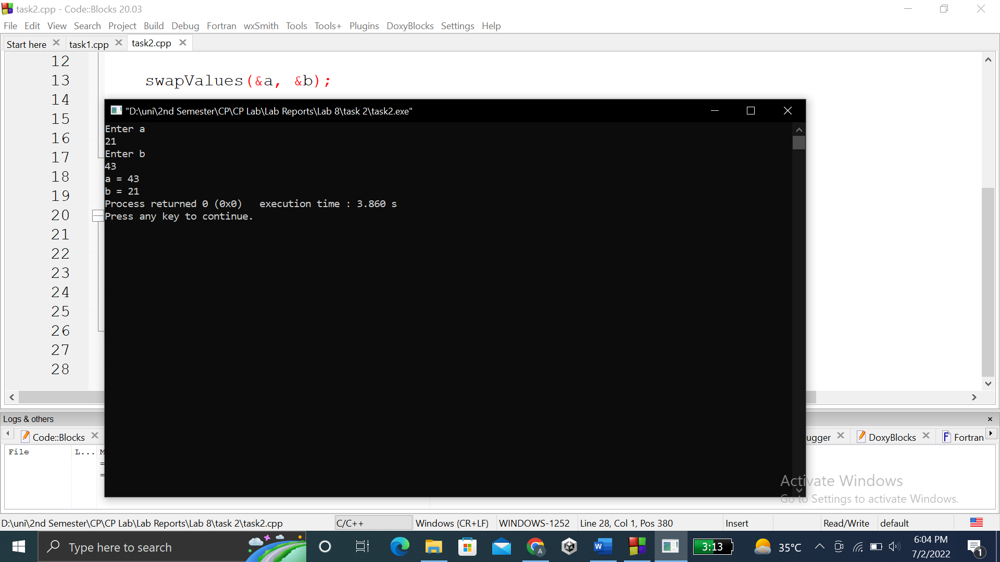 task2.cpp - Code::Blocks 20.03
File Edit View Search Project Build Debug Fortran wxSmith Tools Tools+ Plugins DoxyBlocks Settings Help
Start here task1.cpp task2.cpp
12
13 swapValues(&a, &b);
14
15
16
17
18
19
20
21
22
23
24
25
26
27
28
"D:\uni\2nd Semester\CP\CP Lab\Lab Reports\Lab 8\task 2\task2.exe"
Enter a
21
Enter b
43
a = 43
b = 21
Process returned 0 (0x0)   execution time : 3.860 s
Press any key to continue.
Logs & others
Code::Blocks ugger DoxyBlocks Fortran
File L... M
=
=
Activate Windows
Go to Settings to activate Windows.
D:\uni\2nd Semester\CP\CP Lab\Lab Reports\Lab 8\task 2\task2.cpp C/C++ Windows (CR+LF) WINDOWS-1252 Line 28, Col 1, Pos 380 Insert Read/Write default
Type here to search 3:13 35°C 6:04 PM
7/2/2022 1